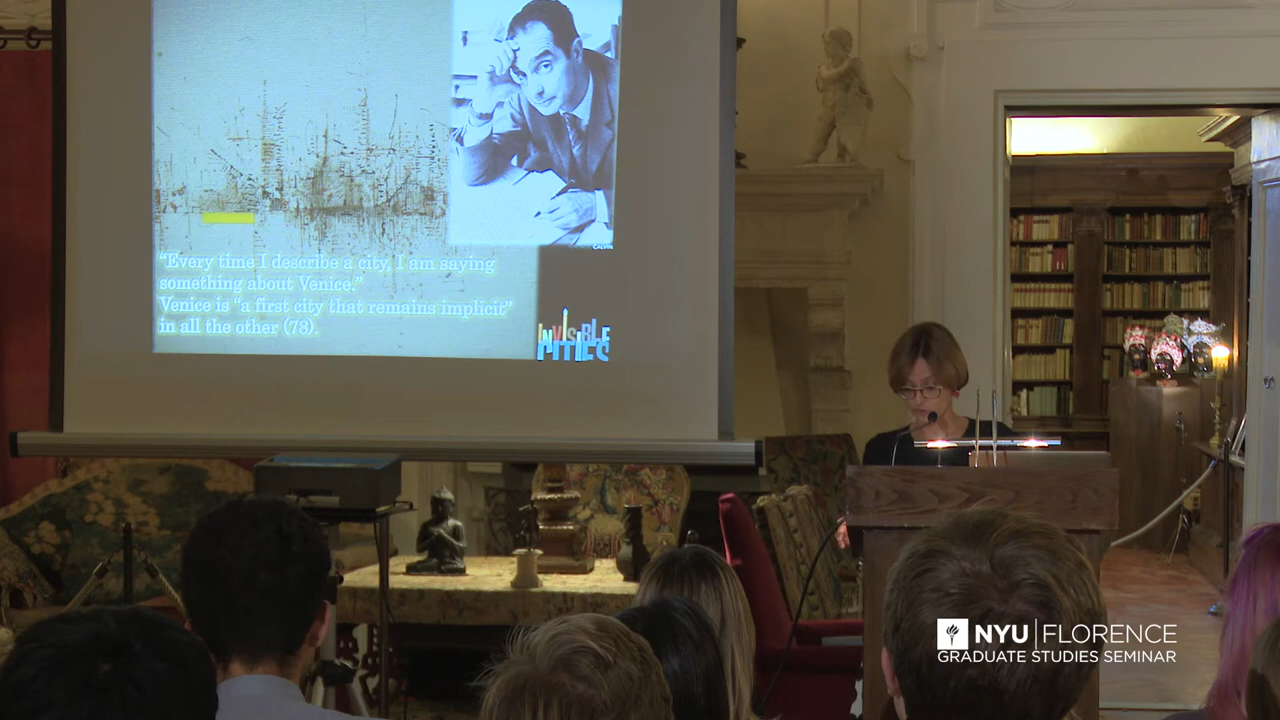 CALVIN
“Every time I describe a city, I am saying
something about Venice.”
Venice is “a first city that remains implicit”
in all the other (78).
INVISIBLE
CITIES
NYU | FLORENCE
GRADUATE STUDIES SEMINAR